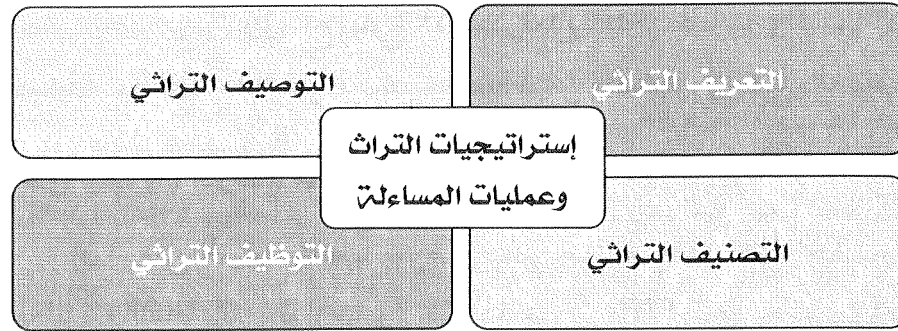 التعريف التراثي
التوصيف التراثي
إستراتيجيات التراث
وعمليات المساءلة
التصنيف التراثي
التوظيف التراثي